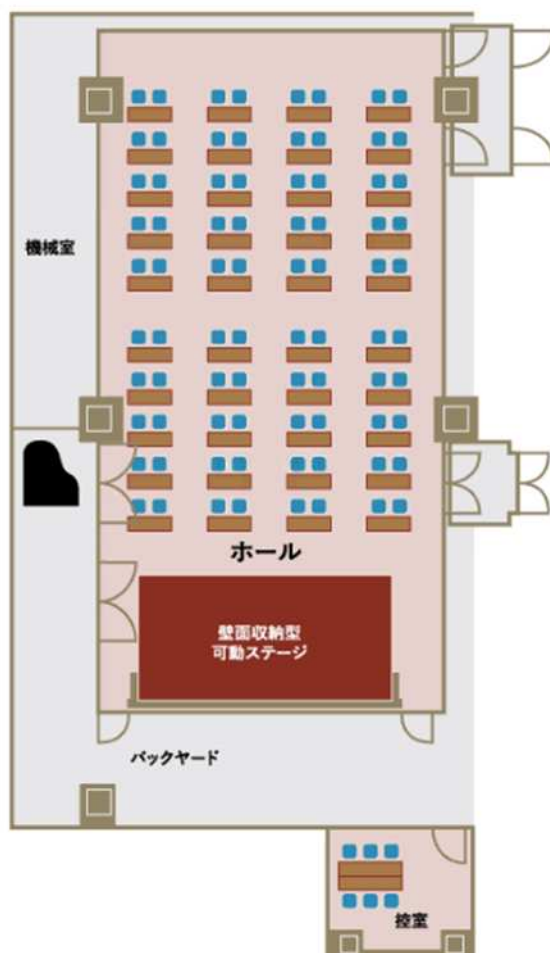 機械室
ホール
壁面収納型
可動ステージ
バックヤード
控室